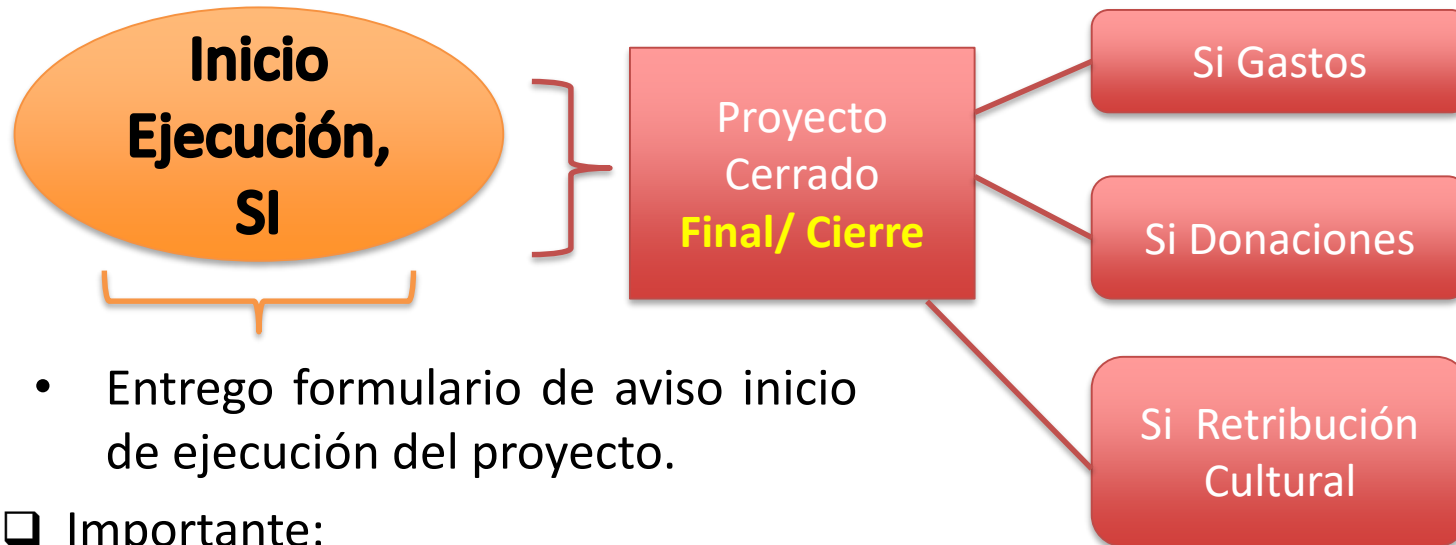 Inicio
Ejecución,
SI
Proyecto
Cerrado
Final/ Cierre
Si Gastos
Si Donaciones
Si  Retribución
Cultural
• Entrego formulario de aviso inicio
de ejecución del proyecto.
❑ Importante: